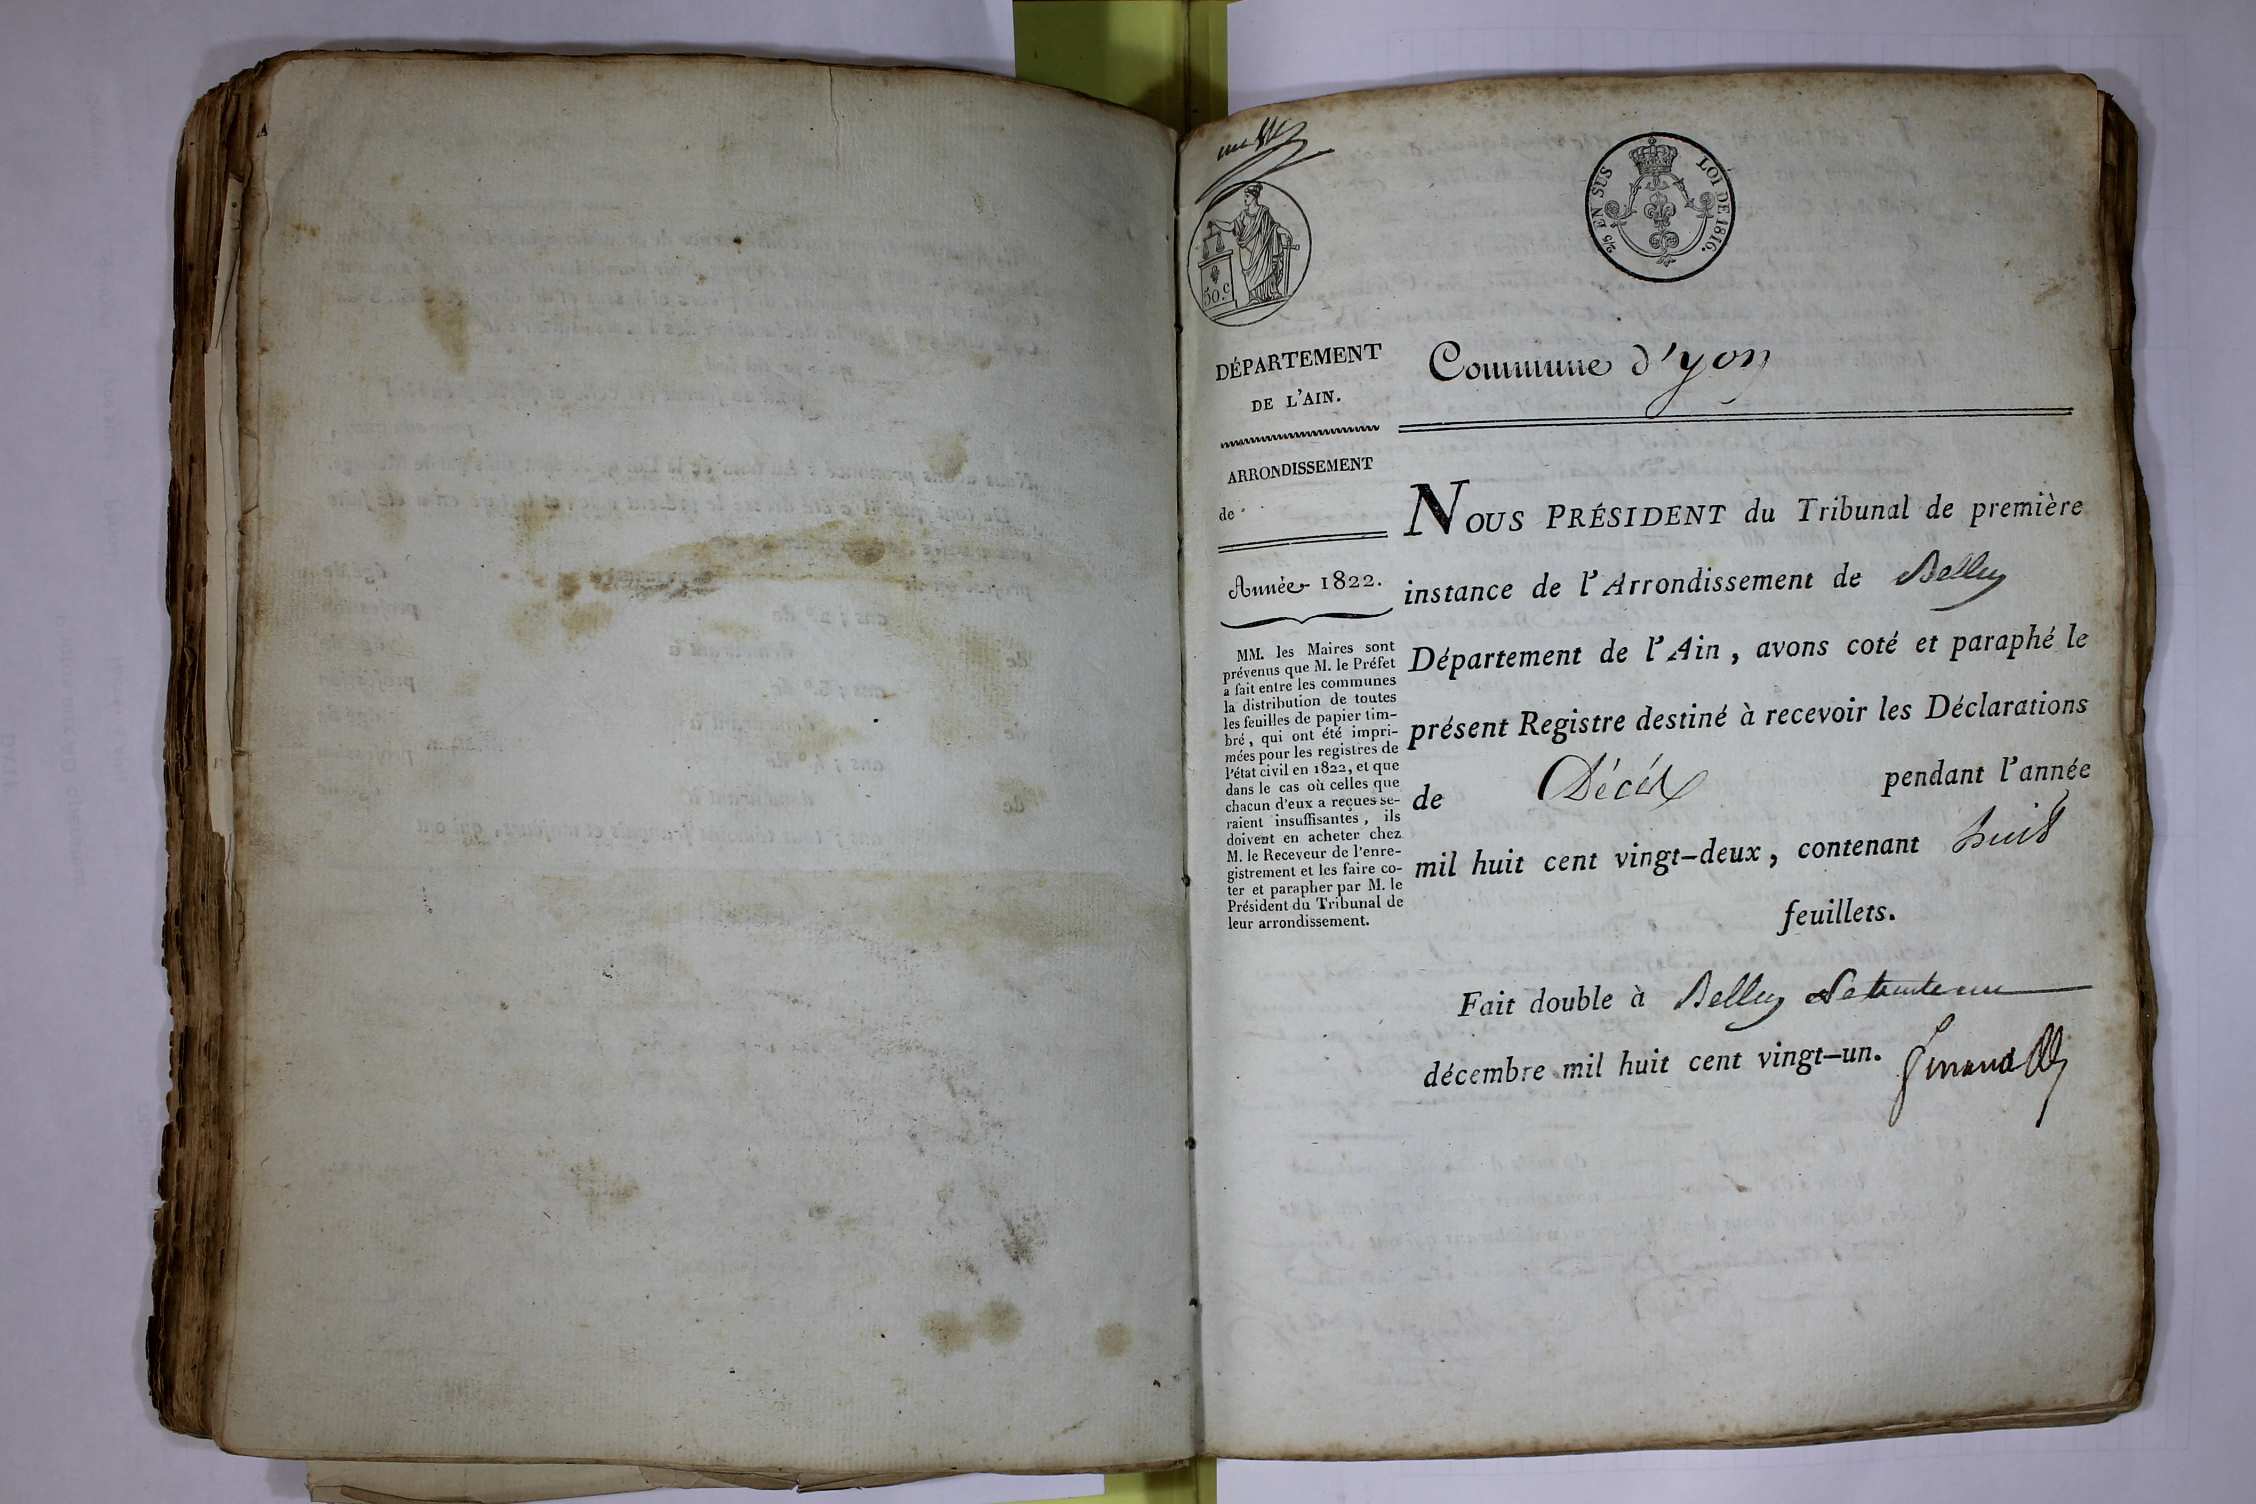 2/5 EN SUS LOI DE 1816.
50.c
DÉPARTEMENT
DE L'AIN.
ARRONDISSEMENT
de
Année 1822.
MM. les Maires sont
prévenus que M. le Préfet
a fait entre les communes
la distribution de toutes
les feuilles de papier tim-
bré, qui ont été impri-
mées pour les registres de
l'état civil en 1822, et que
dans le cas où celles que
chacun d'eux a reçues se-
raient insuffisantes, ils
doivent en acheter chez
M. le Receveur de l'enre-
gistrement et les faire co-
ter et parapher par M. le
Président du Tribunal de
leur arrondissement.
Commune d'yon
NOUS PRÉSIDENT du Tribunal de première
instance de l'Arrondissement de Belley
Département de l'Ain, avons coté et paraphé le
présent Registre destiné à recevoir les Déclarations
de Décès pendant l'année
mil huit cent vingt-deux, contenant huit
feuillets.
Fait double à Belley le
décembre mil huit cent vingt-un.